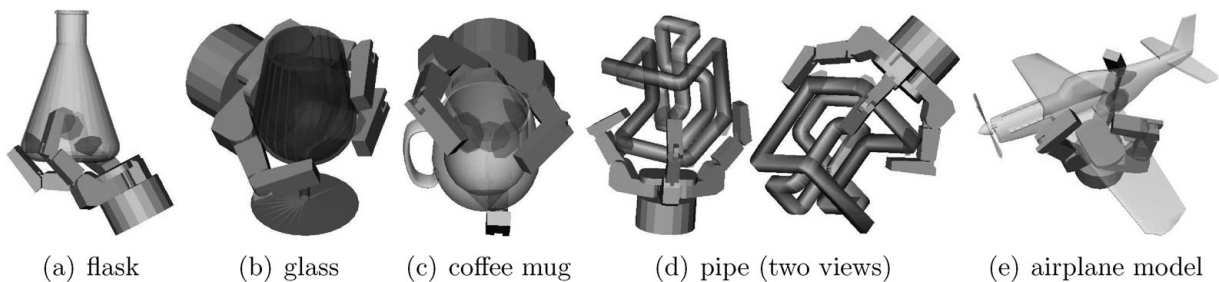 (a) flask (b) glass (c) coffee mug (d) pipe (two views) (e) airplane model